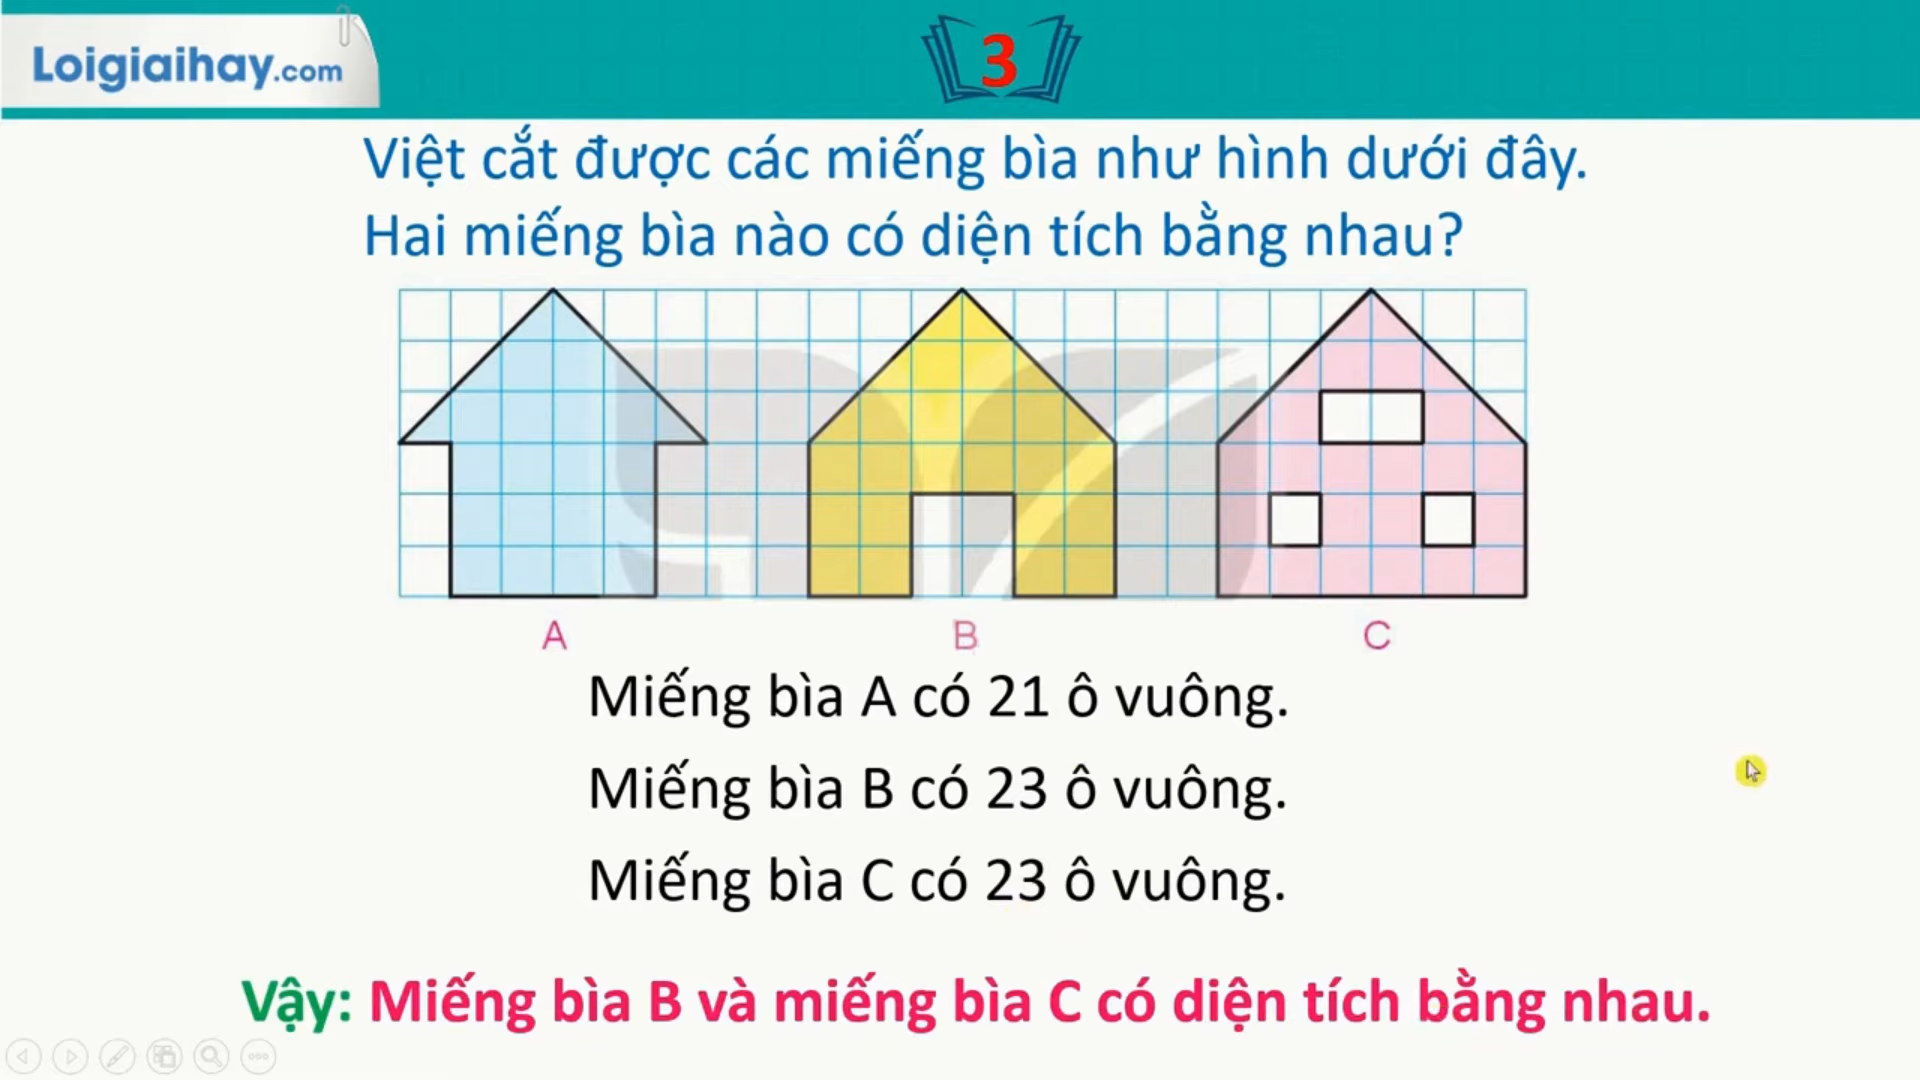 Loigiaihay.com
3
Việt cắt được các miếng bìa như hình dưới đây.
Hai miếng bìa nào có diện tích bằng nhau?
A B C
Miếng bìa A có 21 ô vuông.
Miếng bìa B có 23 ô vuông.
Miếng bìa C có 23 ô vuông.
Vậy: Miếng bìa B và miếng bìa C có diện tích bằng nhau.